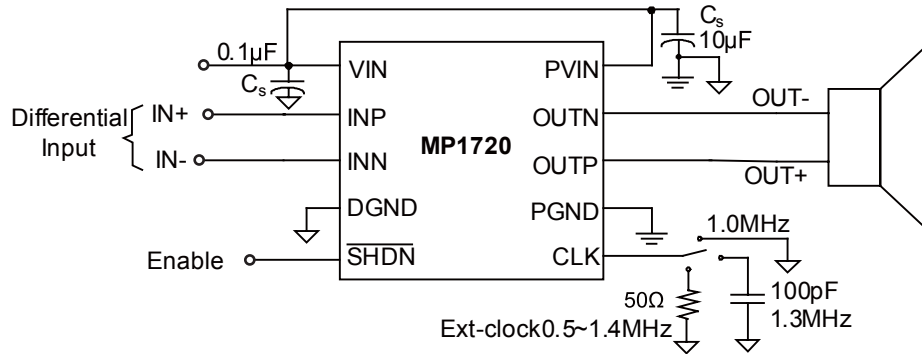 Cs
10µF
0.1µF
Cs
VIN
PVIN
Differential
Input
IN+
IN-
INP
INN
MP1720
OUTN
OUTP
OUT-
OUT+
DGND
PGND
Enable
SHDN
CLK
1.0MHz
50Ω
Ext-clock0.5~1.4MHz
100pF
1.3MHz